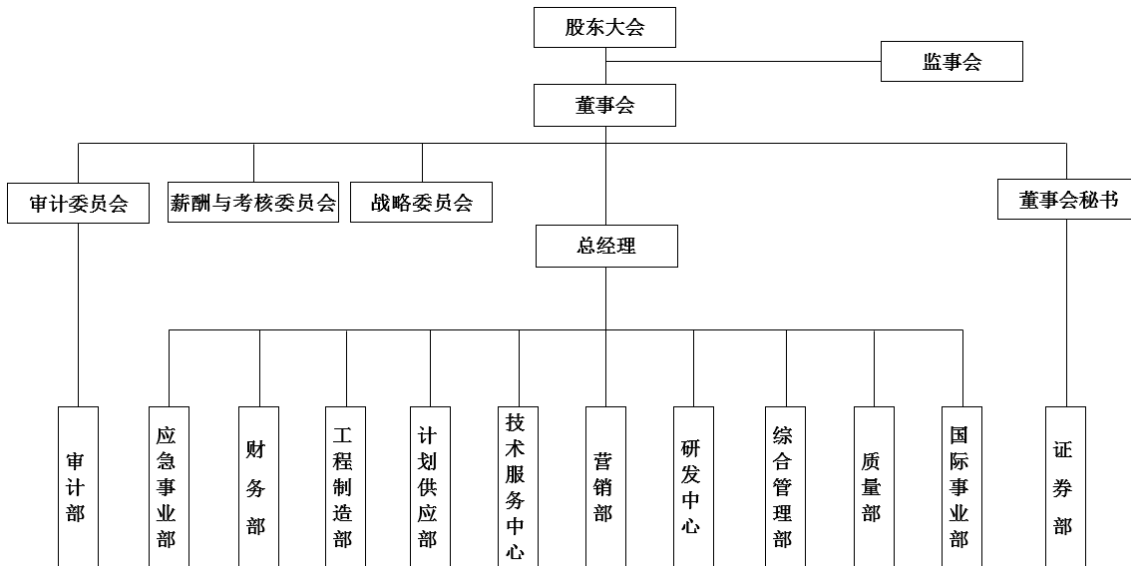 股东大会
监事会
董事会
审计委员会
薪酬与考核委员会
战略委员会
董事会秘书
总经理
审计部
应急事业部
财务部
工程制造部
计划供应部
技术服务中心
营销部
研发中心
综合管理部
质量部
国际事业部
证券部